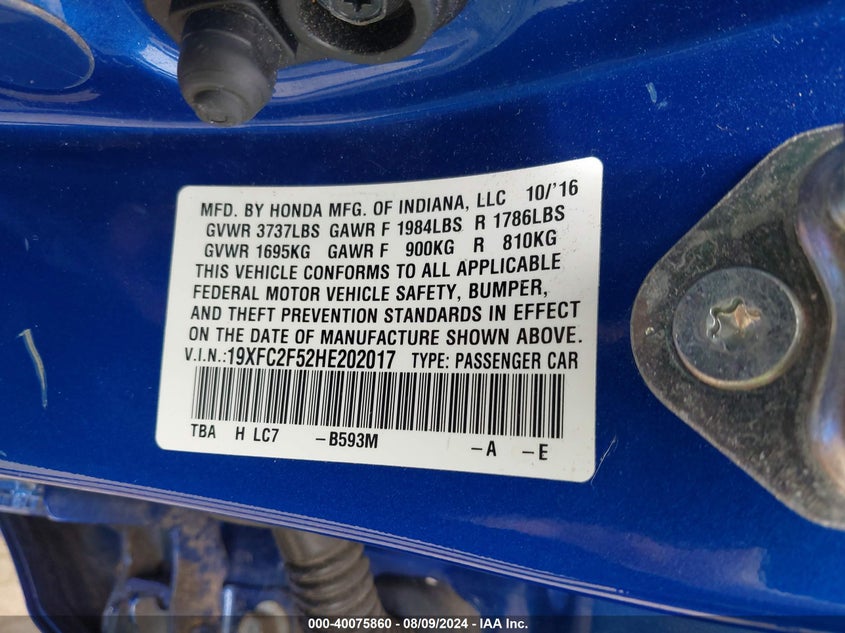 MFD. BY HONDA MFG. OF INDIANA, LLC 10/'16
GVWR 3737LBS GAWR F 1984LBS R 1786LBS
GVWR 1695KG GAWR F 900KG R 810KG
THIS VEHICLE CONFORMS TO ALL APPLICABLE
FEDERAL MOTOR VEHICLE SAFETY, BUMPER,
AND THEFT PREVENTION STANDARDS IN EFFECT
ON THE DATE OF MANUFACTURE SHOWN ABOVE.
V.I.N.:19XFC2F52HE202017 TYPE: PASSENGER CAR
TBA H LC7 -B593M -A -E
000-40075860 - 08/09/2024 - IAA Inc.